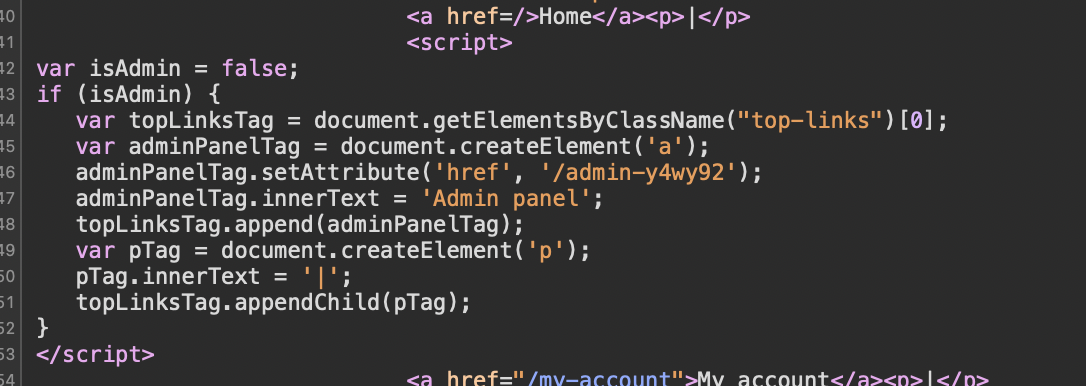 40 <a href=/>Home</a><p>|</p>
41 <script>
42 var isAdmin = false;
43 if (isAdmin) {
44    var topLinksTag = document.getElementsByClassName("top-links")[0];
45    var adminPanelTag = document.createElement('a');
46    adminPanelTag.setAttribute('href', '/admin-y4wy92');
47    adminPanelTag.innerText = 'Admin panel';
48    topLinksTag.append(adminPanelTag);
49    var pTag = document.createElement('p');
50    pTag.innerText = '|';
51    topLinksTag.appendChild(pTag);
52 }
53 </script>
54 <a href="/my-account">My account</a><p>|</p>